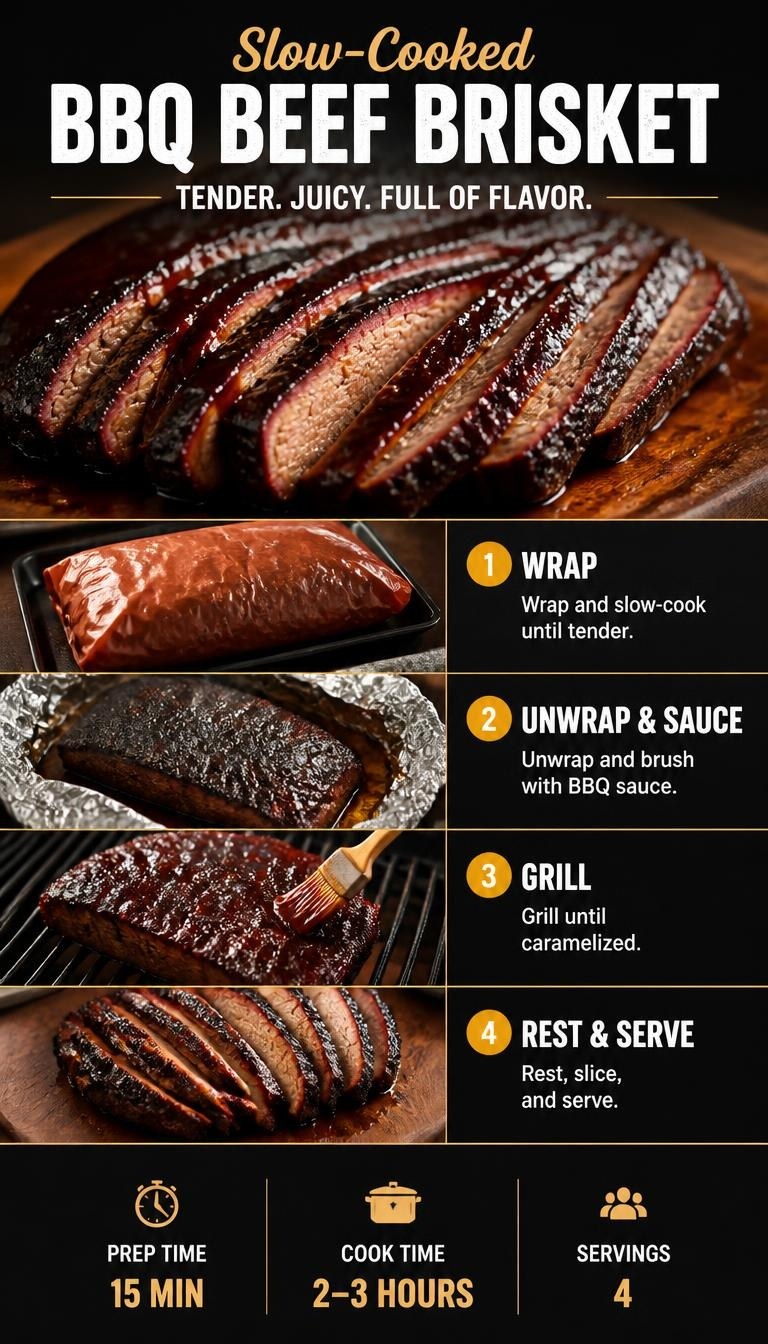 Slow-Cooked
BBQ BEEF BRISKET
TENDER. JUICY. FULL OF FLAVOR.
1 WRAP
Wrap and slow-cook
until tender.
2 UNWRAP & SAUCE
Unwrap and brush
with BBQ sauce.
3 GRILL
Grill until
caramelized.
4 REST & SERVE
Rest, slice,
and serve.
PREP TIME
15 MIN
COOK TIME
2–3 HOURS
SERVINGS
4